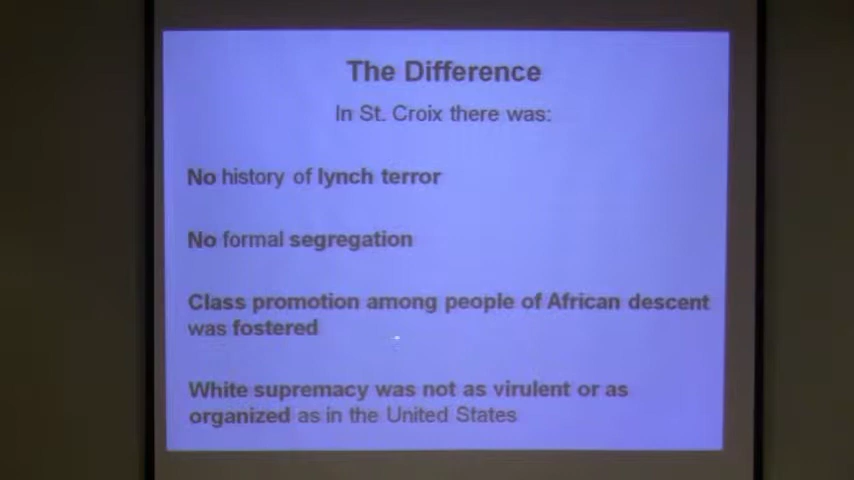 The Difference
In St. Croix there was:
No history of lynch terror
No formal segregation
Class promotion among people of African descent
was fostered
White supremacy was not as virulent or as
organized as in the United States